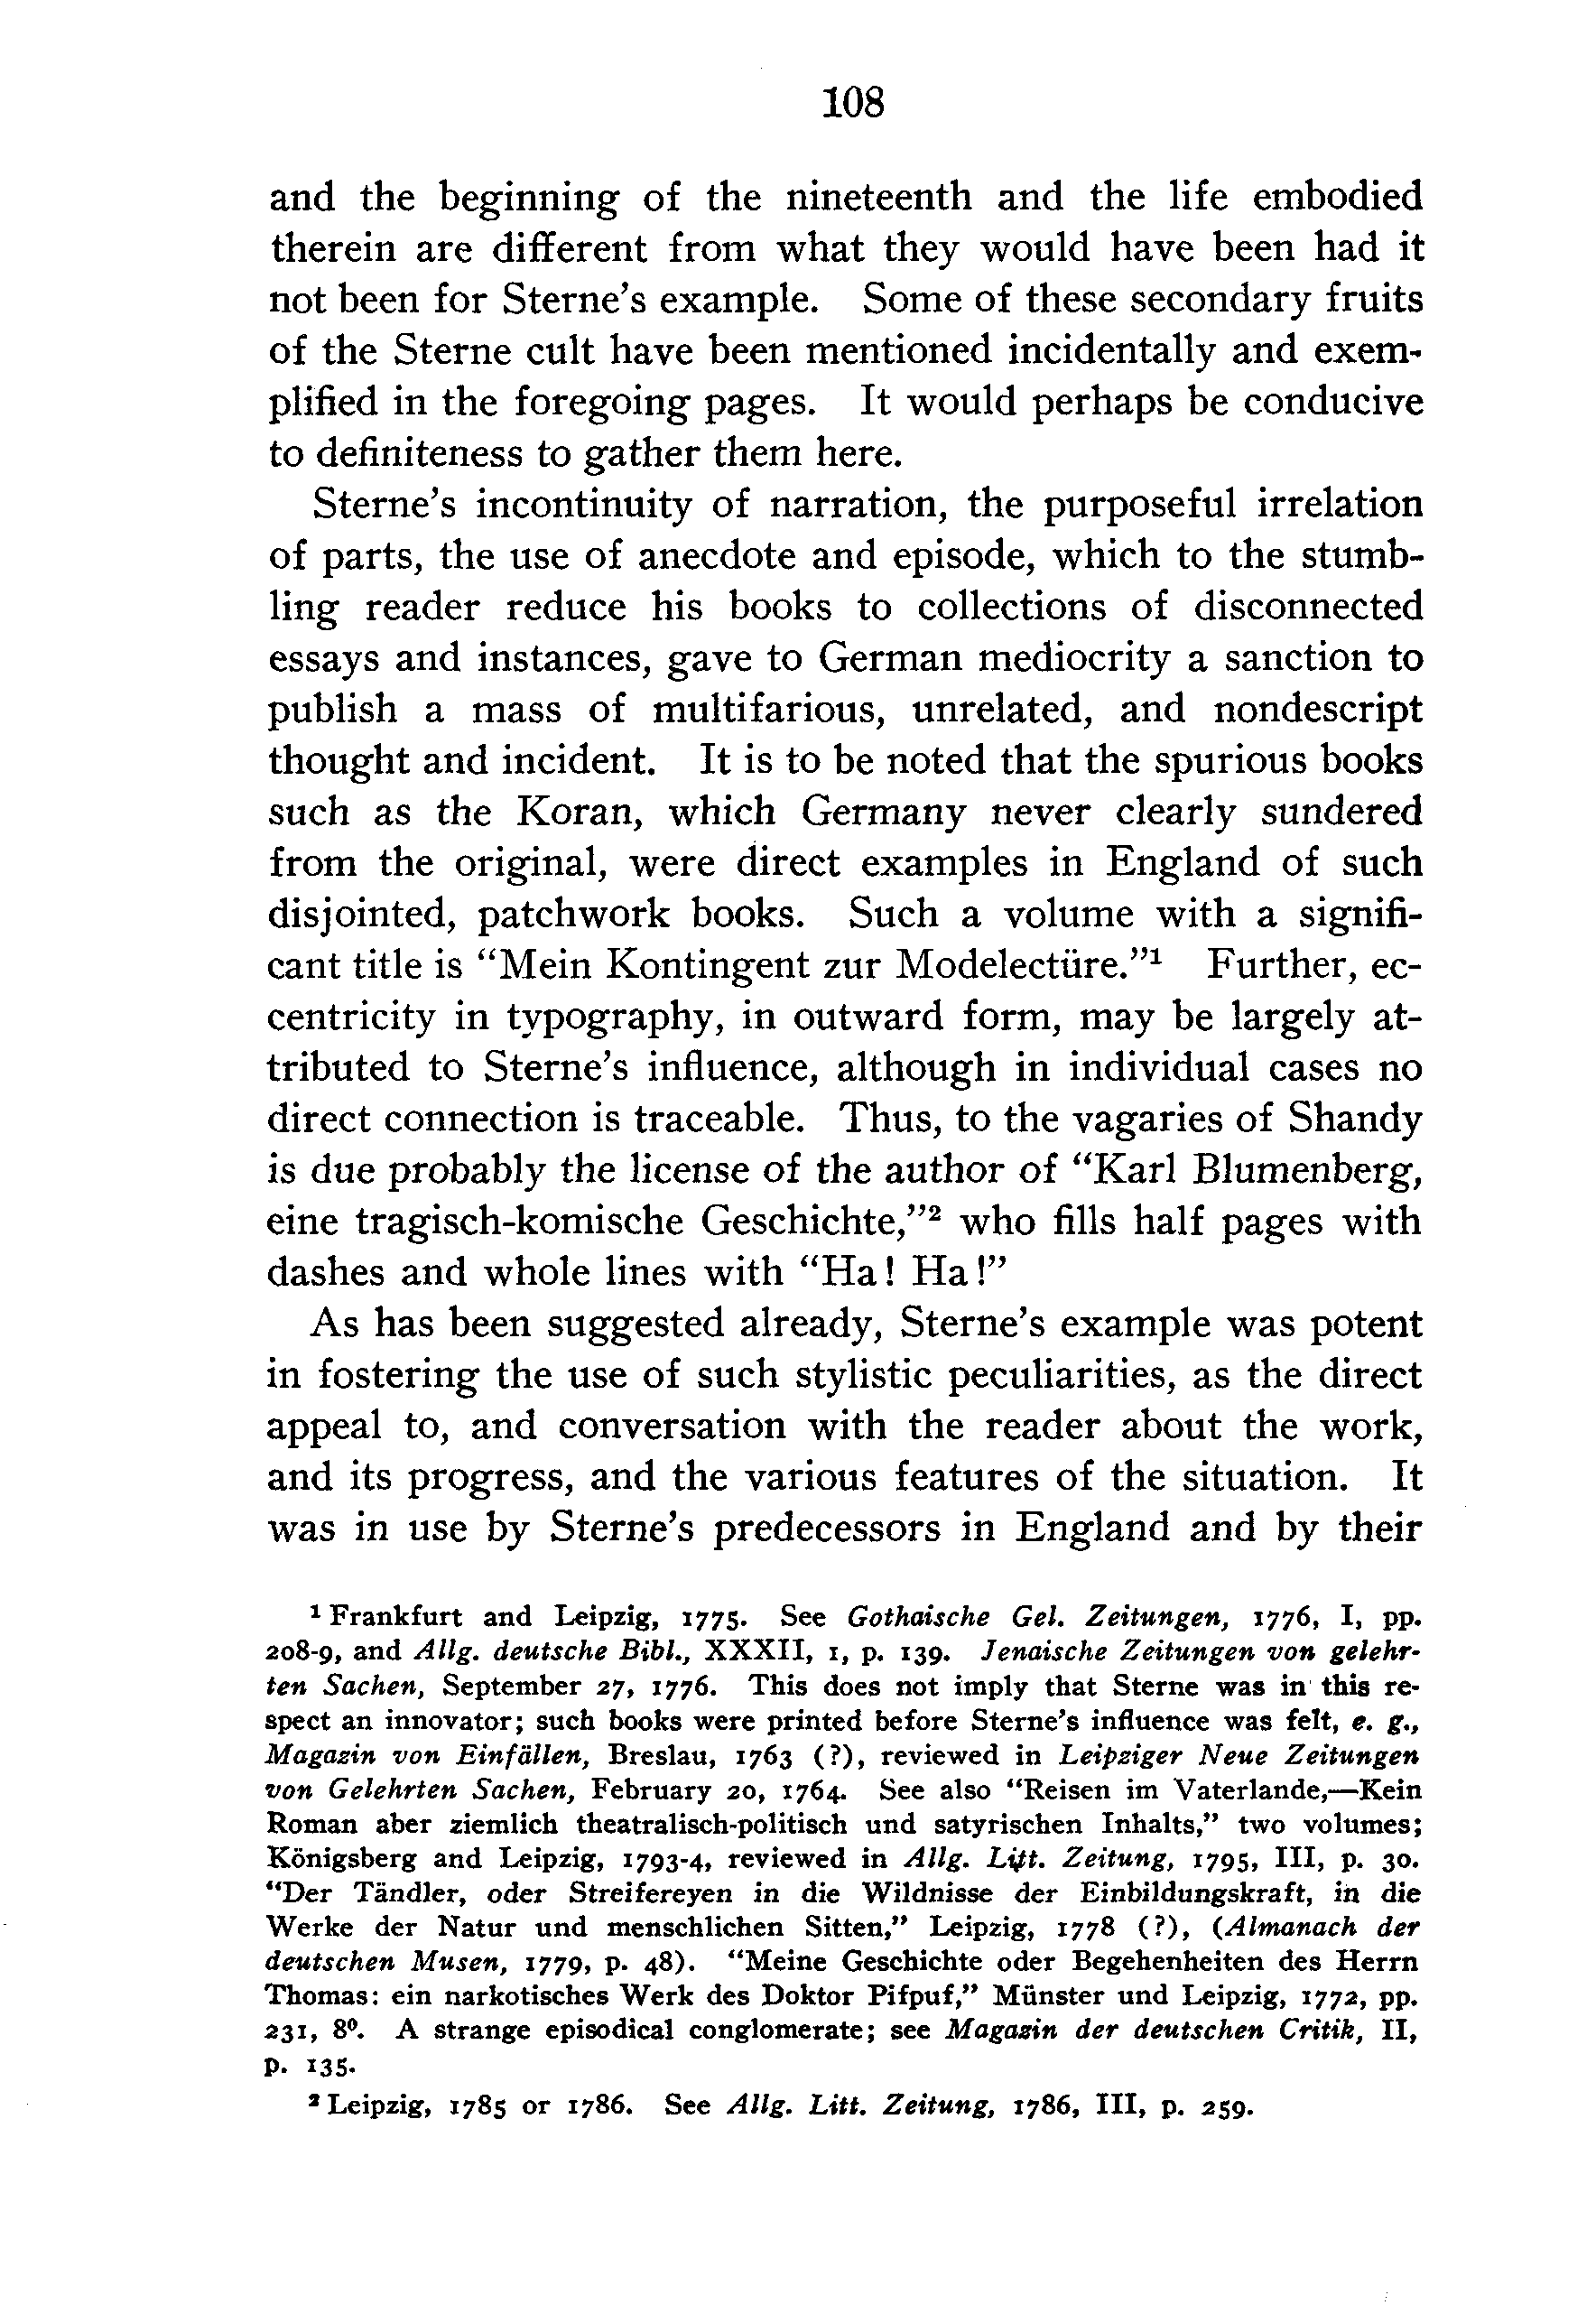 108
and the beginning of the nineteenth and the life embodied
therein are different from what they would have been had it
not been for Sterne's example. Some of these secondary fruits
of the Sterne cult have been mentioned incidentally and exem-
plified in the foregoing pages. It would perhaps be conducive
to definiteness to gather them here.
Sterne's incontinuity of narration, the purposeful irrelation
of parts, the use of anecdote and episode, which to the stumb-
ling reader reduce his books to collections of disconnected
essays and instances, gave to German mediocrity a sanction to
publish a mass of multifarious, unrelated, and nondescript
thought and incident. It is to be noted that the spurious books
such as the Koran, which Germany never clearly sundered
from the original, were direct examples in England of such
disjointed, patchwork books. Such a volume with a signifi-
cant title is “Mein Kontingent zur Modelectüre.”¹ Further, ec-
centricity in typography, in outward form, may be largely at-
tributed to Sterne's influence, although in individual cases no
direct connection is traceable. Thus, to the vagaries of Shandy
is due probably the license of the author of “Karl Blumenberg,
eine tragisch-komische Geschichte,”² who fills half pages with
dashes and whole lines with “Ha! Ha!”
As has been suggested already, Sterne's example was potent
in fostering the use of such stylistic peculiarities, as the direct
appeal to, and conversation with the reader about the work,
and its progress, and the various features of the situation. It
was in use by Sterne's predecessors in England and by their
¹ Frankfurt and Leipzig, 1775. See Gothaische Gel. Zeitungen, 1776, I, pp.
208-9, and Allg. deutsche Bibl., XXXII, 1, p. 139. Jenaische Zeitungen von gelehr-
ten Sachen, September 27, 1776. This does not imply that Sterne was in this re-
spect an innovator; such books were printed before Sterne's influence was felt, e. g.,
Magazin von Einfällen, Breslau, 1763 (?), reviewed in Leipziger Neue Zeitungen
von Gelehrten Sachen, February 20, 1764. See also “Reisen im Vaterlande,—Kein
Roman aber ziemlich theatralisch-politisch und satyrischen Inhalts,” two volumes;
Königsberg and Leipzig, 1793-4, reviewed in Allg. Litt. Zeitung, 1795, III, p. 30.
“Der Tändler, oder Streifereyen in die Wildnisse der Einbildungskraft, in die
Werke der Natur und menschlichen Sitten,” Leipzig, 1778 (?), (Almanach der
deutschen Musen, 1779, p. 48). “Meine Geschichte oder Begehenheiten des Herrn
Thomas: ein narkotisches Werk des Doktor Pifpuf,” Münster und Leipzig, 1772, pp.
231, 8⁰. A strange episodical conglomerate; see Magazin der deutschen Critik, II,
p. 135.
² Leipzig, 1785 or 1786. See Allg. Litt. Zeitung, 1786, III, p. 259.